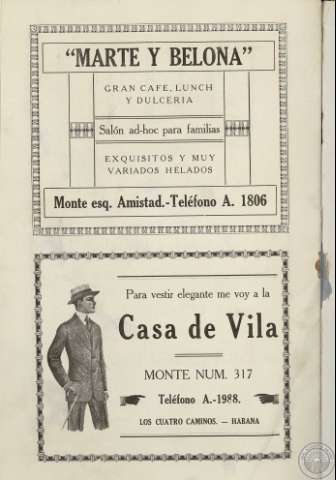 "MARTE Y BELONA"
GRAN CAFE, LUNCH
Y DULCERIA
Salón ad-hoc para familias
EXQUISITOS Y MUY
VARIADOS HELADOS
Monte esq. Amistad.-Teléfono A. 1806
Para vestir elegante me voy a la
Casa de Vila
MONTE NUM. 317
Teléfono A.-1988.
LOS CUATRO CAMINOS. — HABANA